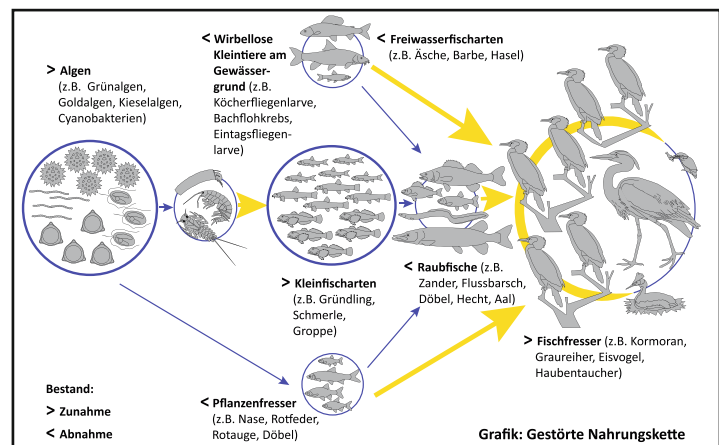 > Algen
(z.B. Grünalgen,
Goldalgen, Kieselalgen,
Cyanobakterien)
< Wirbellose
Kleintiere am
Gewässer-
grund (z.B.
Köcherfliegenlarve,
Bachflohkrebs,
Eintagsfliegen-
larve)
< Freiwasserfischarten
(z.B. Äsche, Barbe, Hasel)
> Kleinfischarten
(z.B. Gründling,
Schmerle,
Groppe)
< Raubfische (z.B.
Zander, Flussbarsch,
Döbel, Hecht, Aal)
> Fischfresser (z.B. Kormoran,
Graureiher, Eisvogel,
Haubentaucher)
< Pflanzenfresser
(z.B. Nase, Rotfeder,
Rotauge, Döbel)
Bestand:
> Zunahme
< Abnahme
Grafik: Gestörte Nahrungskette